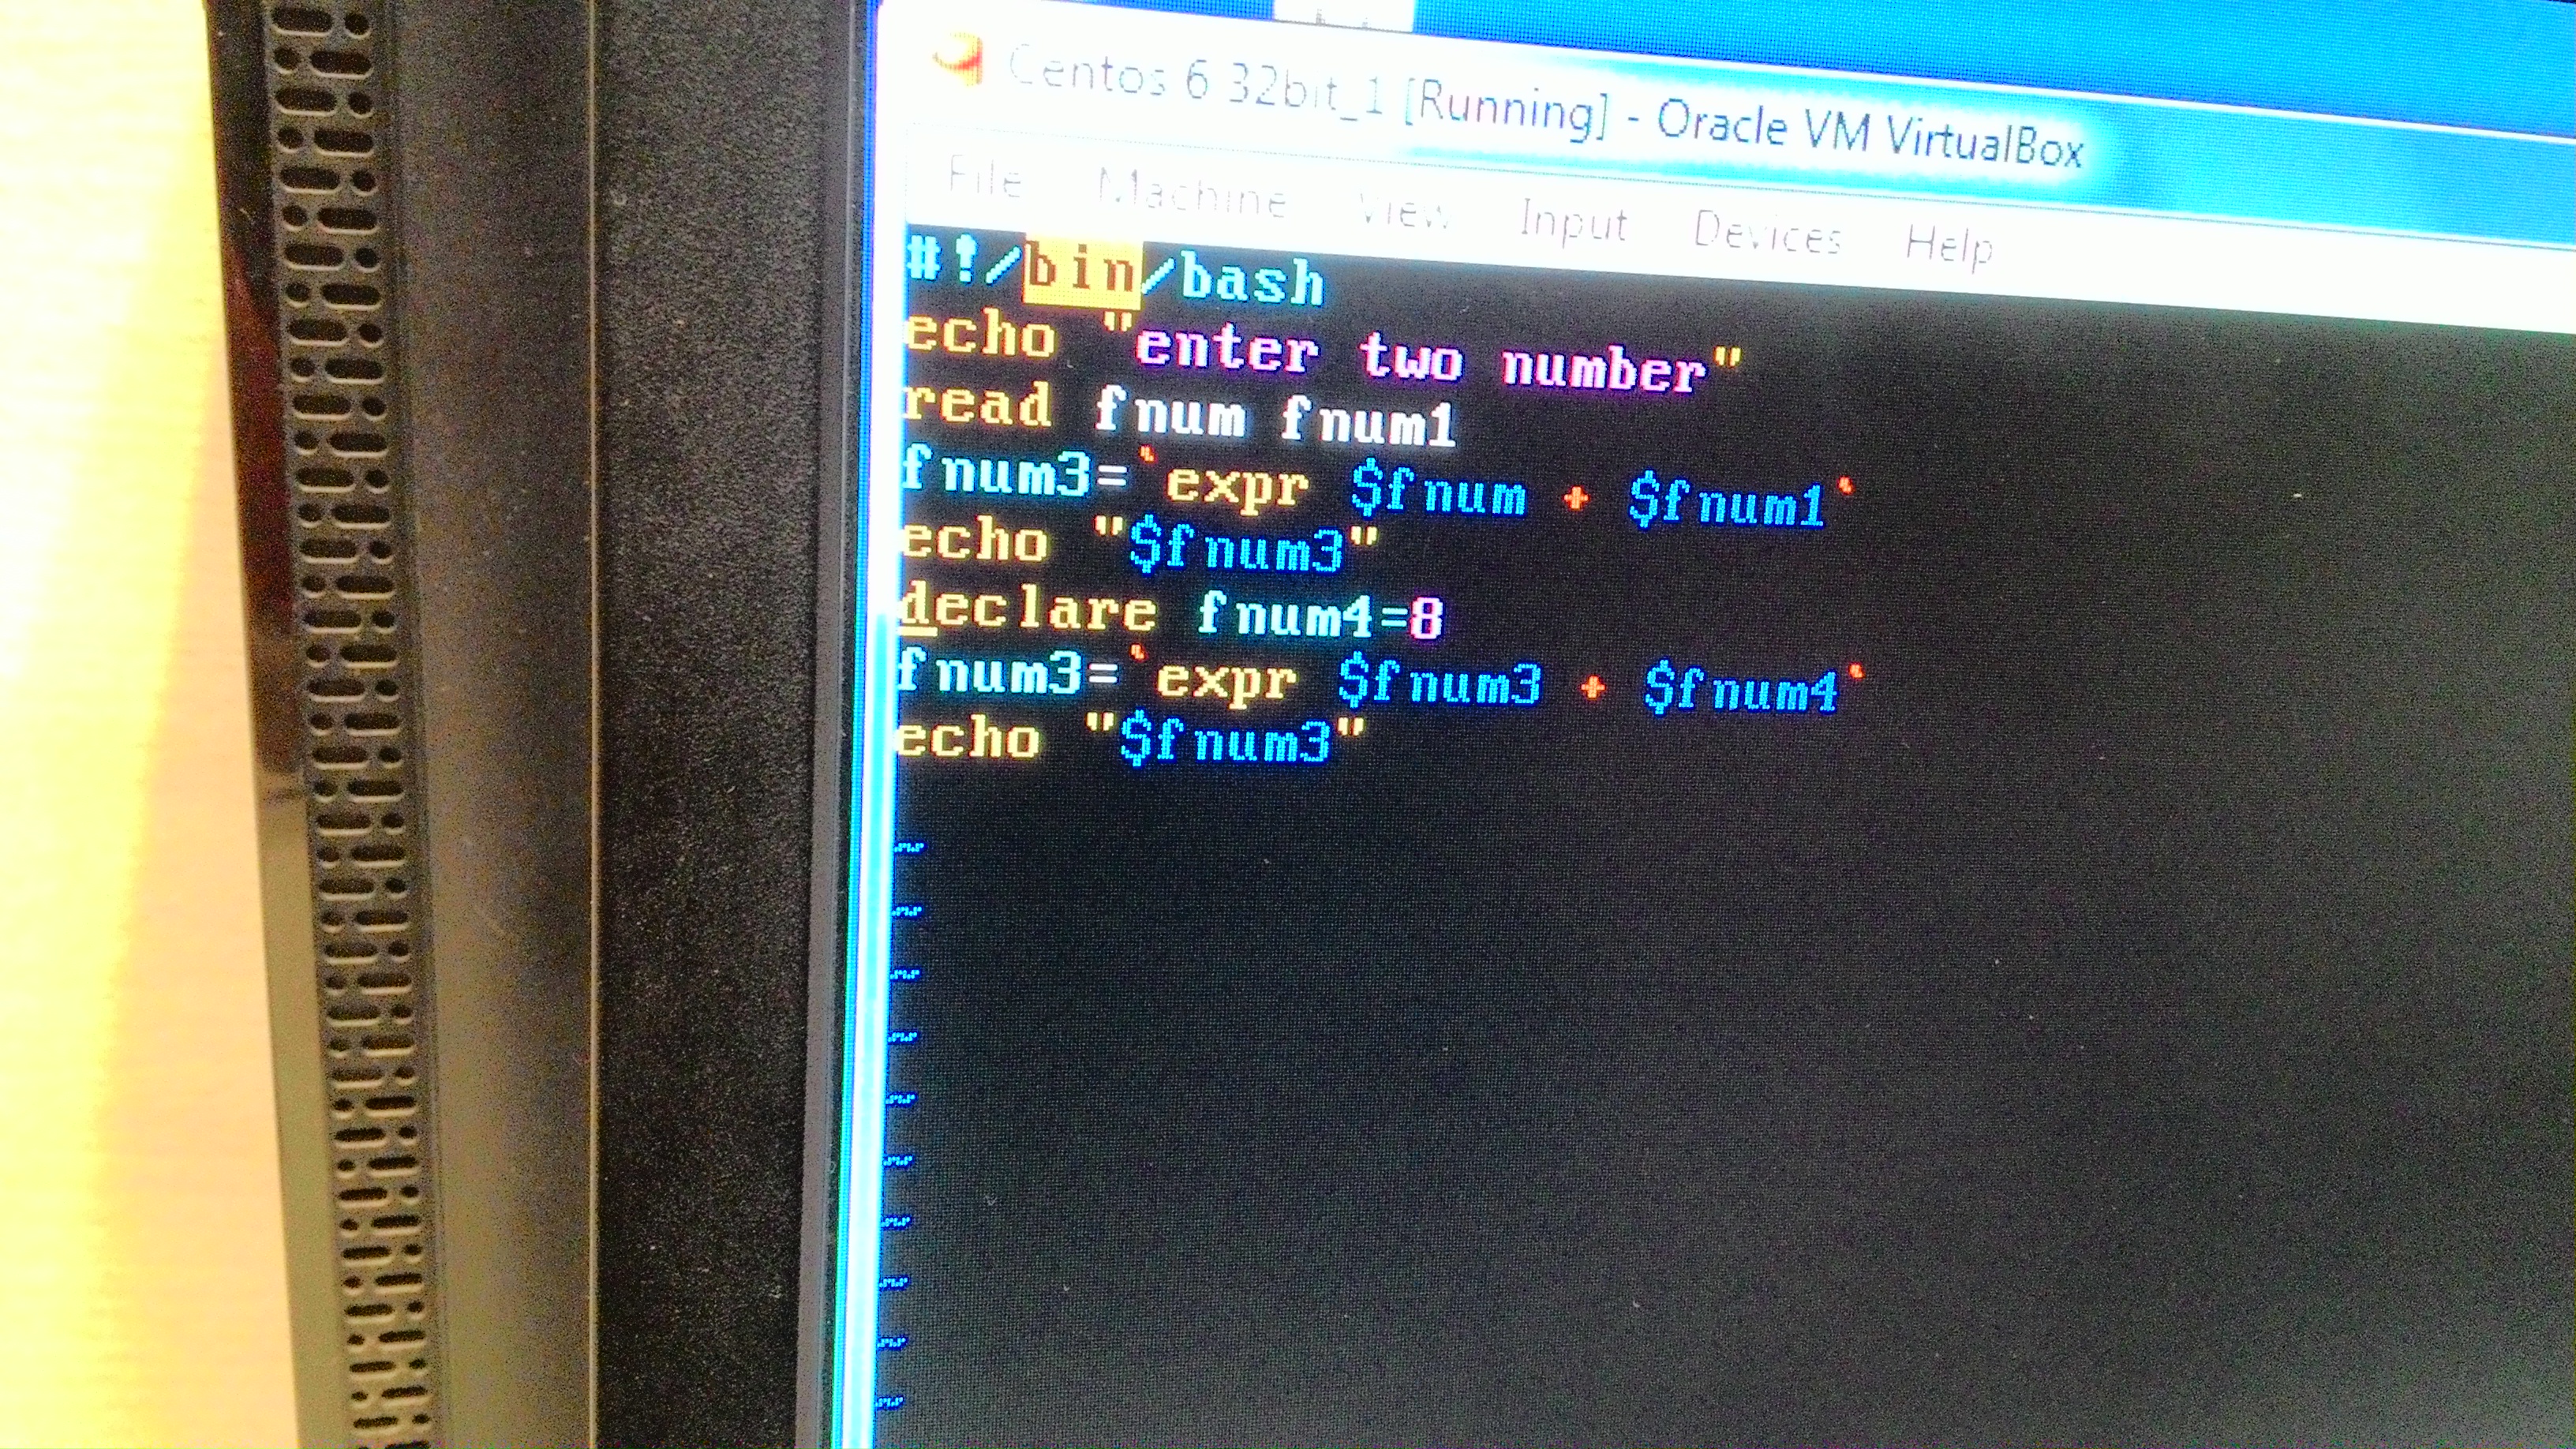 Centos 6 32bit_1 [Running] - Oracle VM VirtualBox
File Machine View Input Devices Help
#!/bin/bash
echo "enter two number"
read fnum fnum1
fnum3=`expr $fnum + $fnum1`
echo "$fnum3"
declare fnum4=8
fnum3=`expr $fnum3 + $fnum4`
echo "$fnum3"
~
~
~
~
~
~
~
~
~
~